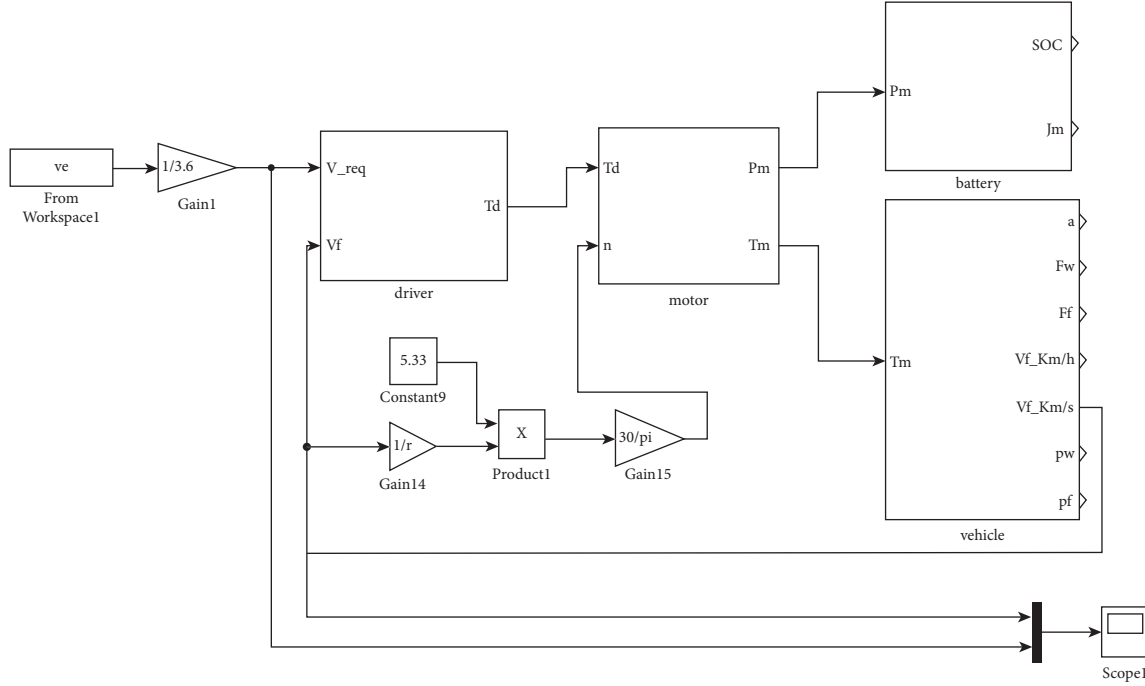 ve
From
Workspace1
1/3.6
Gain1
V_req
Vf
Td
driver
Td
n
Pm
Tm
motor
Pm
SOC
Jm
battery
Tm
a
Fw
Ff
Vf_Km/h
Vf_Km/s
pw
pf
vehicle
5.33
Constant9
1/r
Gain14
X
Product1
30/pi
Gain15
Scope1